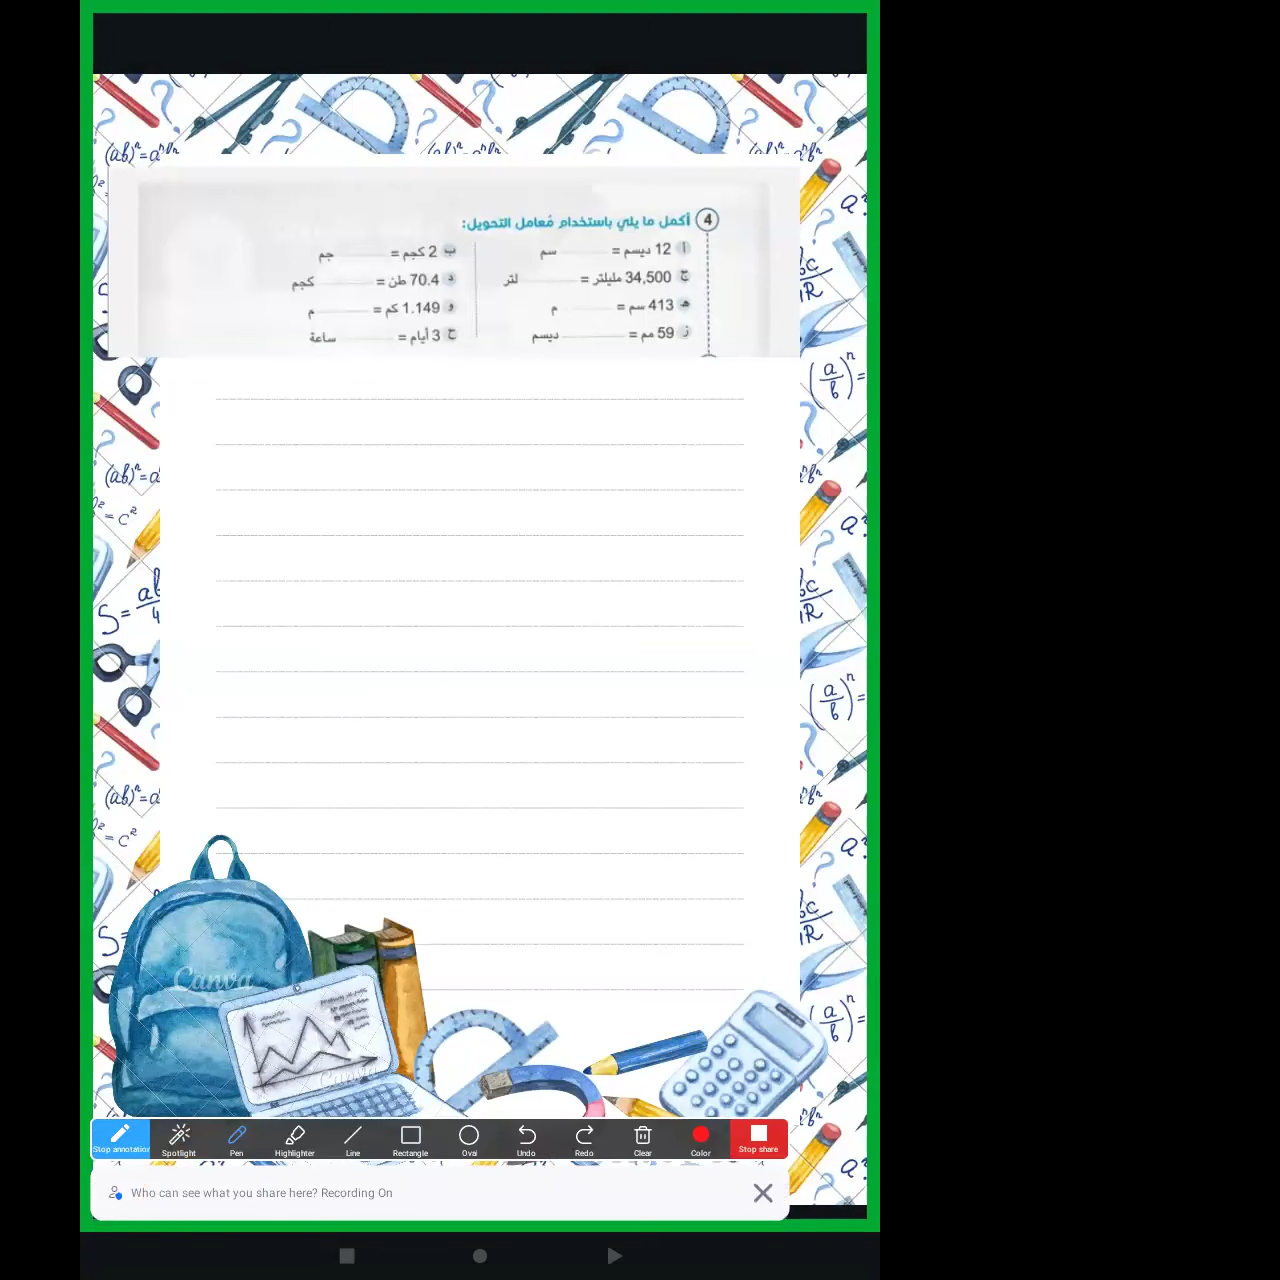 4 أكمل ما يلي باستخدام مُعامل التحويل:
أ 12 ديسم = ............ سم
ب 2 كجم = ............ جم
ج 34,500 مليلتر = ............ لتر
د 70.4 طن = ............ كجم
هـ 413 سم = ............ م
و 1.149 كم = ............ م
ز 59 مم = ............ ديسم
ح 3 أيام = ............ ساعة
Canva
Stop annotation Spotlight Pen Highlighter Line Rectangle Oval Undo Redo Clear Color Stop share
Who can see what you share here? Recording On